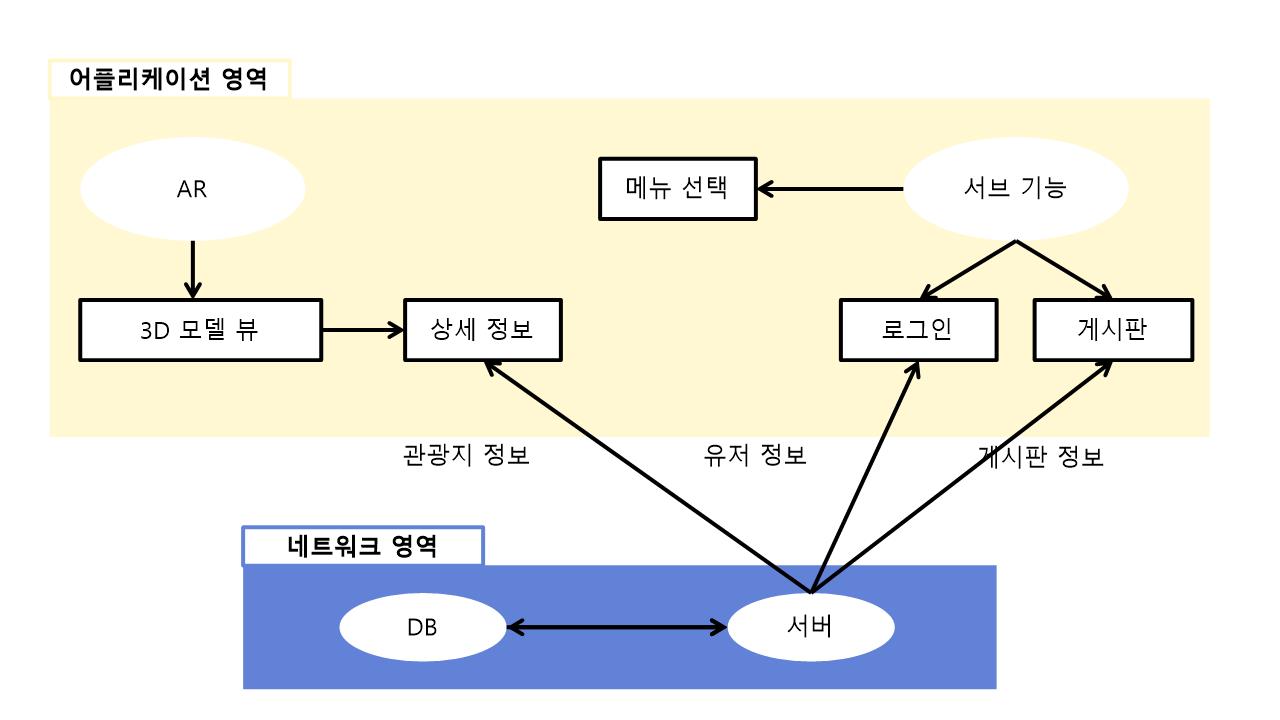 어플리케이션 영역
AR
메뉴 선택
서브 기능
3D 모델 뷰
상세 정보
로그인
게시판
관광지 정보
유저 정보
게시판 정보
네트워크 영역
DB
서버